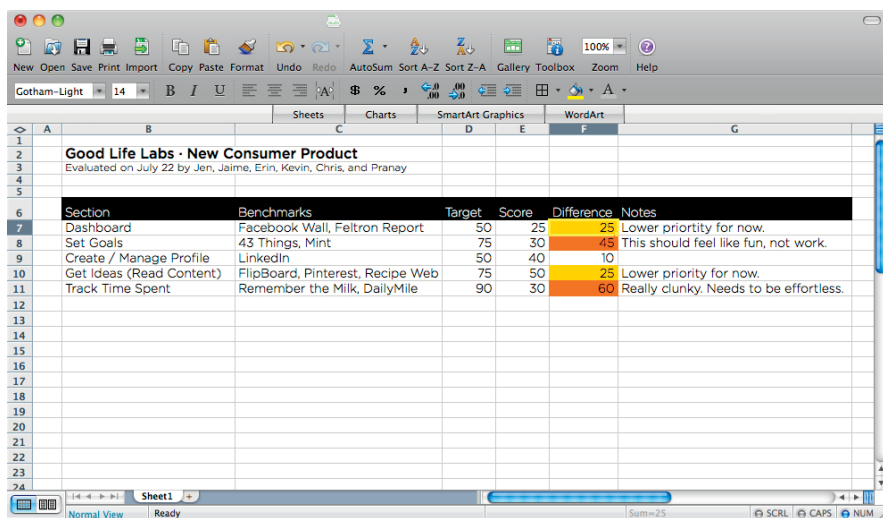 New Open Save Print Import Copy Paste Format Undo Redo AutoSum Sort A-Z Sort Z-A Gallery Toolbox Zoom Help
100%
Gotham-Light 14 B I U $ % A
Sheets Charts SmartArt Graphics WordArt
A B C D E F G
1
2 Good Life Labs · New Consumer Product
3 Evaluated on July 22 by Jen, Jaime, Erin, Kevin, Chris, and Pranay
4
5
6 Section Benchmarks Target Score Difference Notes
7 Dashboard Facebook Wall, Feltron Report 50 25 25 Lower priortity for now.
8 Set Goals 43 Things, Mint 75 30 45 This should feel like fun, not work.
9 Create / Manage Profile LinkedIn 50 40 10
10 Get Ideas (Read Content) FlipBoard, Pinterest, Recipe Web 75 50 25 Lower priority for now.
11 Track Time Spent Remember the Milk, DailyMile 90 30 60 Really clunky. Needs to be effortless.
12
13
14
15
16
17
18
19
20
21
22
23
24
Sheet1
Normal View Ready Sum=25 SCRL CAPS NUM